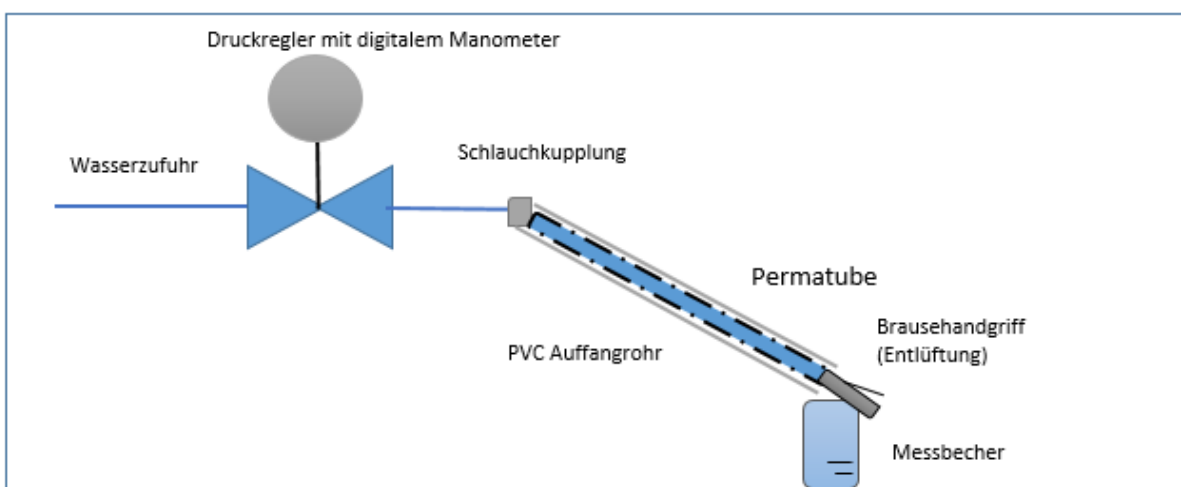 Druckregler mit digitalem Manometer
Wasserzufuhr
Schlauchkupplung
Permatube
Brausehandgriff
(Entlüftung)
PVC Auffangrohr
Messbecher